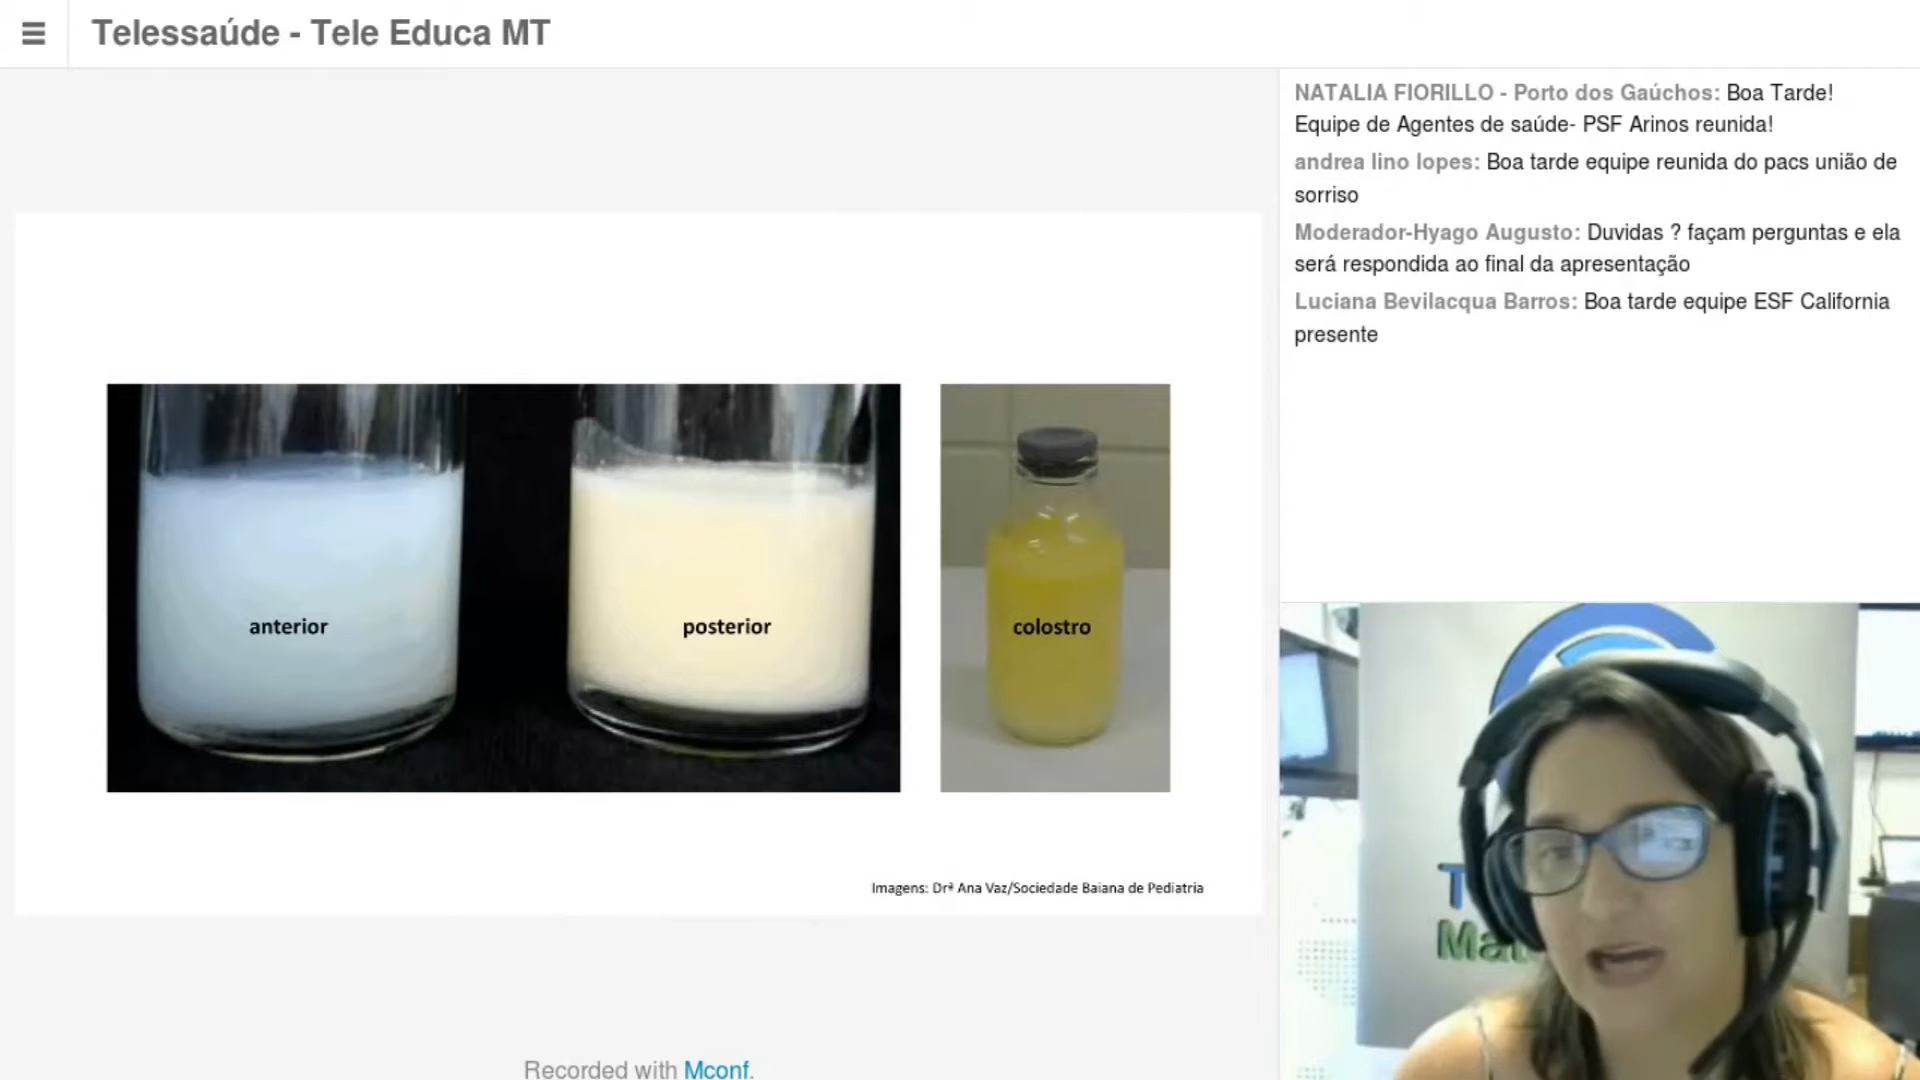 Telessaúde - Tele Educa MT
NATALIA FIORILLO - Porto dos Gaúchos: Boa Tarde!
Equipe de Agentes de saúde- PSF Arinos reunida!
andrea lino lopes: Boa tarde equipe reunida do pacs união de
sorriso
Moderador-Hyago Augusto: Duvidas ? façam perguntas e ela
será respondida ao final da apresentação
Luciana Bevilacqua Barros: Boa tarde equipe ESF California
presente
anterior
posterior
colostro
Imagens: Drª Ana Vaz/Sociedade Baiana de Pediatria
Recorded with Mconf.